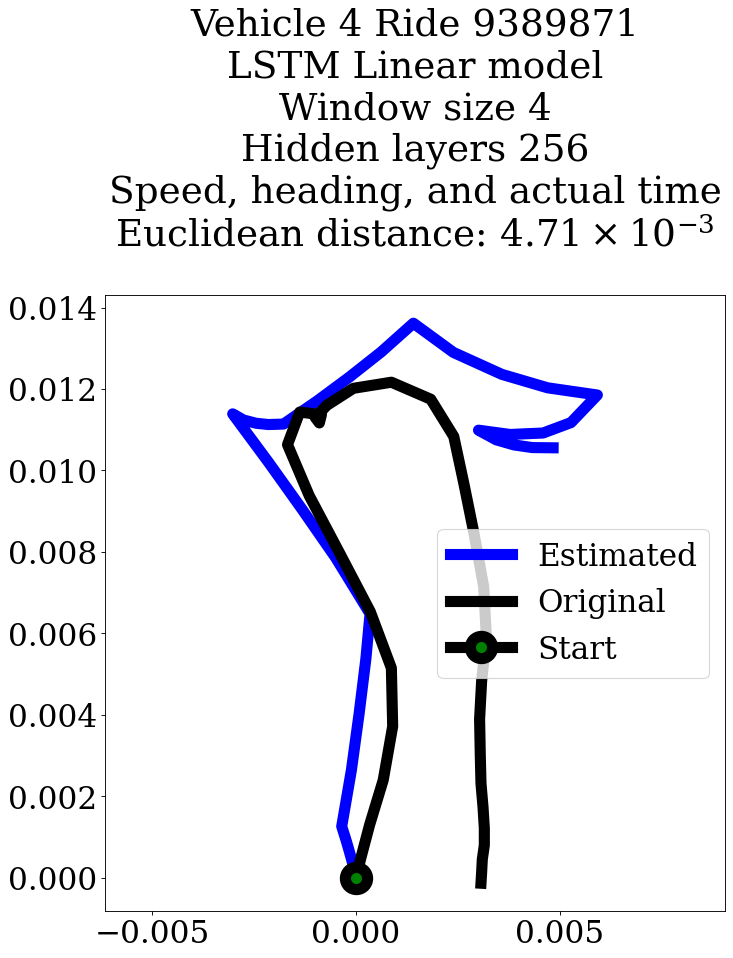 Vehicle 4 Ride 9389871
LSTM Linear model
Window size 4
Hidden layers 256
Speed, heading, and actual time
Euclidean distance: 4.71 × 10⁻³
0.014
0.012
0.010
0.008
0.006
0.004
0.002
0.000
Estimated
Original
Start
−0.005
0.000
0.005